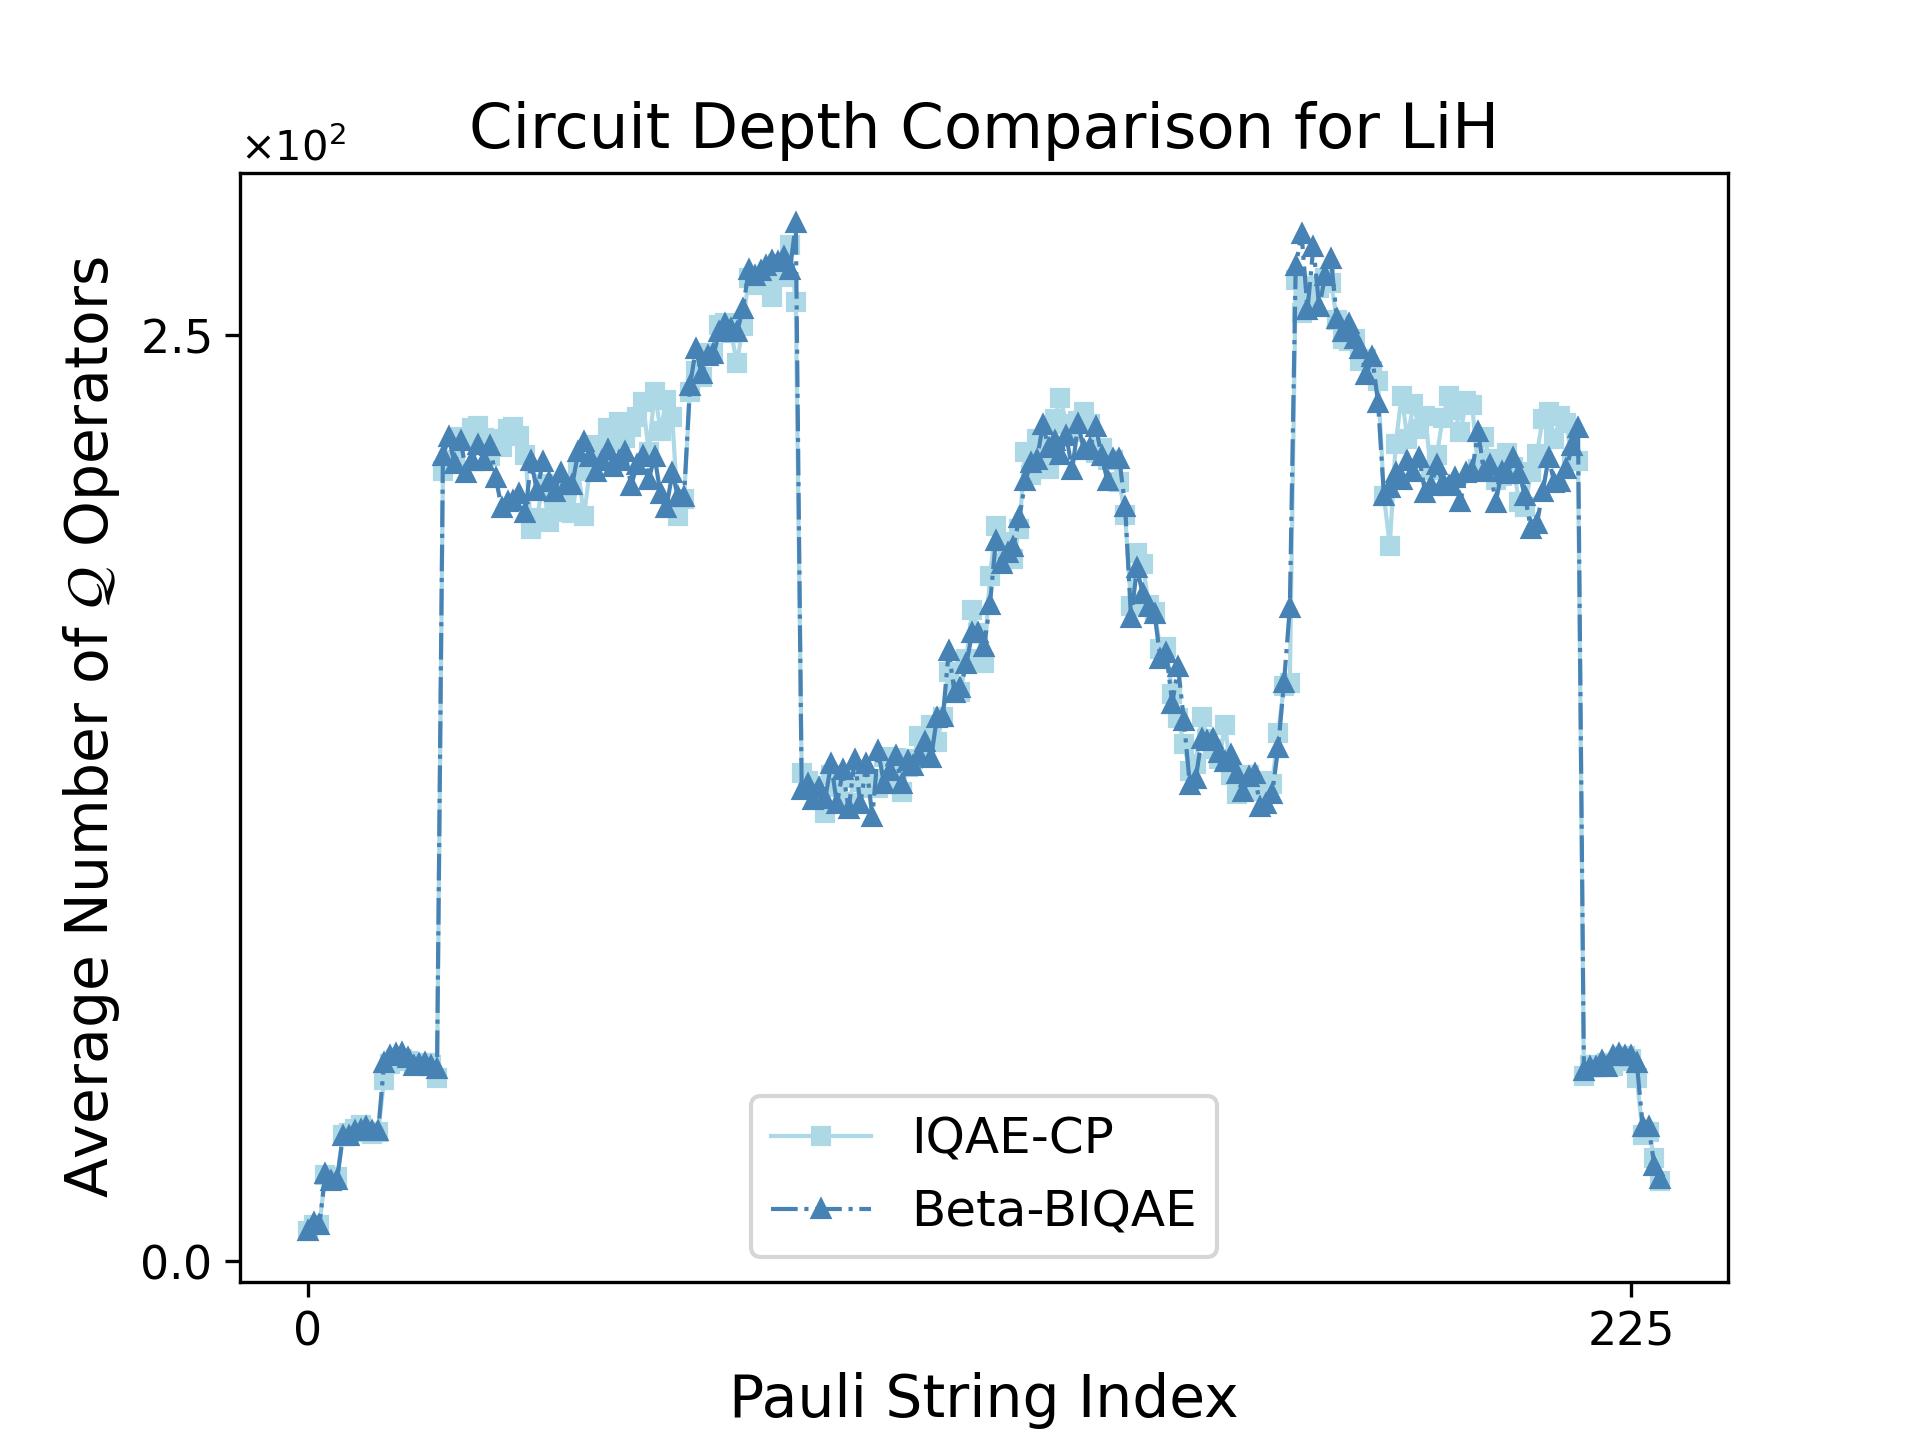 Circuit Depth Comparison for LiH
×10²
Average Number of 𝒬 Operators
2.5
0.0
IQAE-CP
Beta-BIQAE
0
225
Pauli String Index